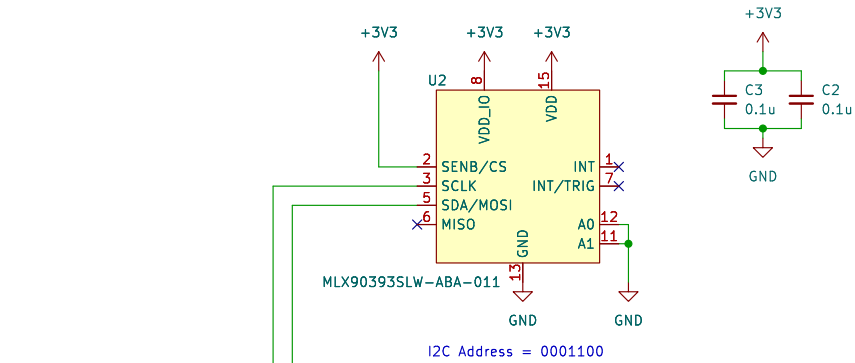 +3V3
+3V3 +3V3 +3V3
U2
8 15
VDD_IO VDD
C3 C2
0.1u 0.1u
GND
2 SENB/CS INT 1
3 SCLK INT/TRIG 7
5 SDA/MOSI
6 MISO A0 12
A1 11
GND
13
MLX90393SLW-ABA-011
GND GND
I2C Address = 0001100